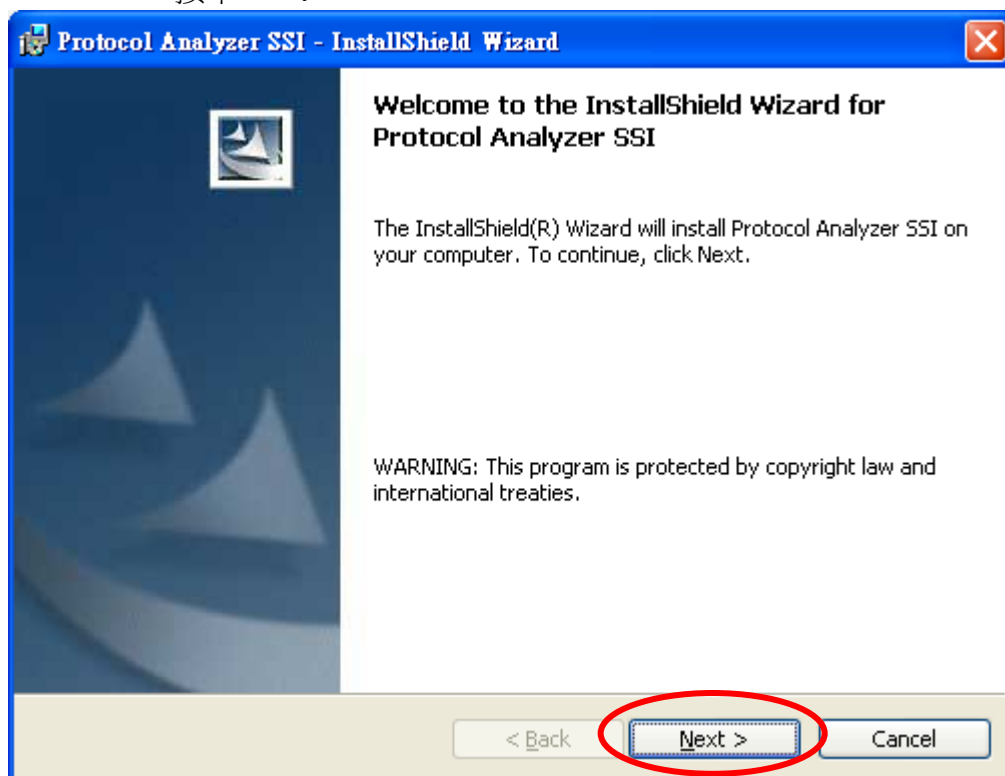 Protocol Analyzer SSI - InstallShield Wizard
Welcome to the InstallShield Wizard for
Protocol Analyzer SSI
The InstallShield(R) Wizard will install Protocol Analyzer SSI on
your computer. To continue, click Next.
WARNING: This program is protected by copyright law and
international treaties.
< Back
Next >
Cancel